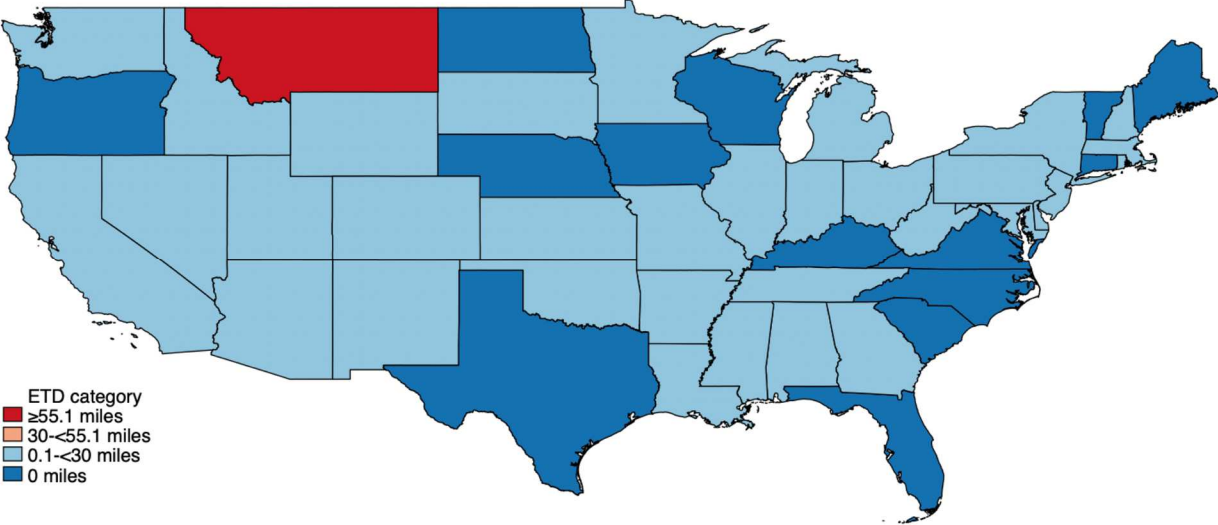 ETD category
≥55.1 miles
30-<55.1 miles
0.1-<30 miles
0 miles